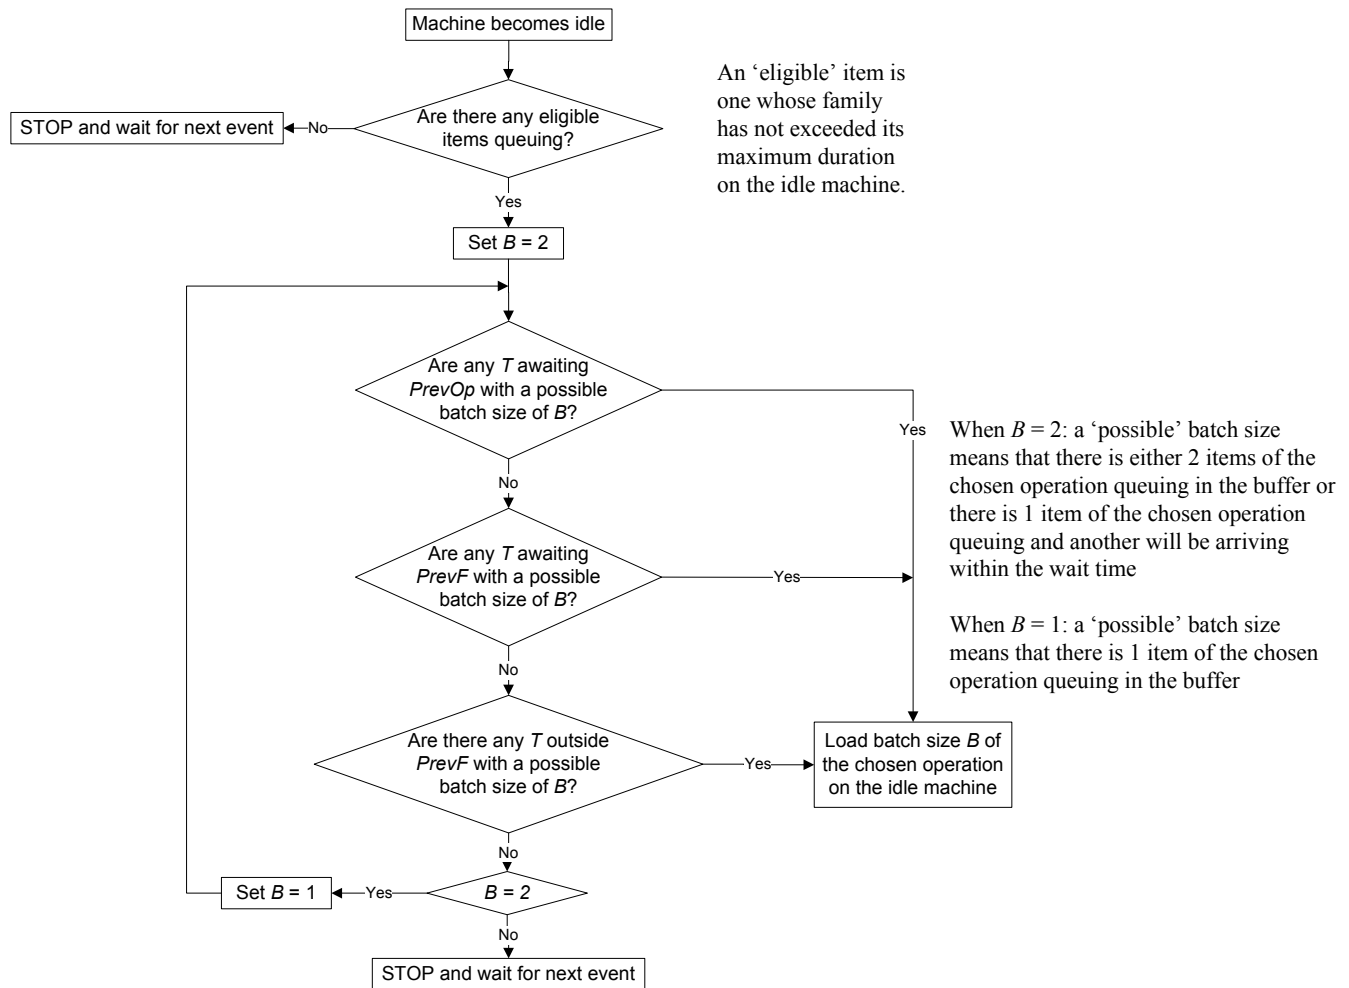 Machine becomes idle
An ‘eligible’ item is
one whose family
has not exceeded its
maximum duration
on the idle machine.
Are there any eligible
items queuing?
No
STOP and wait for next event
Yes
Set B = 2
Are any T awaiting
PrevOp with a possible
batch size of B?
Yes
When B = 2: a ‘possible’ batch size
means that there is either 2 items of the
chosen operation queuing in the buffer or
there is 1 item of the chosen operation
queuing and another will be arriving
within the wait time
No
Are any T awaiting
PrevF with a possible
batch size of B?
Yes
When B = 1: a ‘possible’ batch size
means that there is 1 item of the chosen
operation queuing in the buffer
No
Are there any T outside
PrevF with a possible
batch size of B?
Yes
Load batch size B of
the chosen operation
on the idle machine
No
B = 2
Yes
Set B = 1
No
STOP and wait for next event